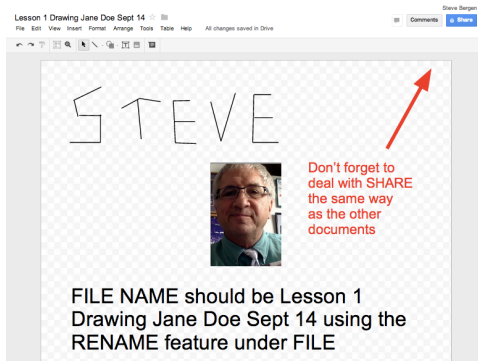 Steve Bergen
Lesson 1 Drawing Jane Doe Sept 14
Comments
Share
File Edit View Insert Format Arrange Tools Table Help All changes saved in Drive
STEVE
Don't forget to
deal with SHARE
the same way
as the other
documents
FILE NAME should be Lesson 1
Drawing Jane Doe Sept 14 using the
RENAME feature under FILE